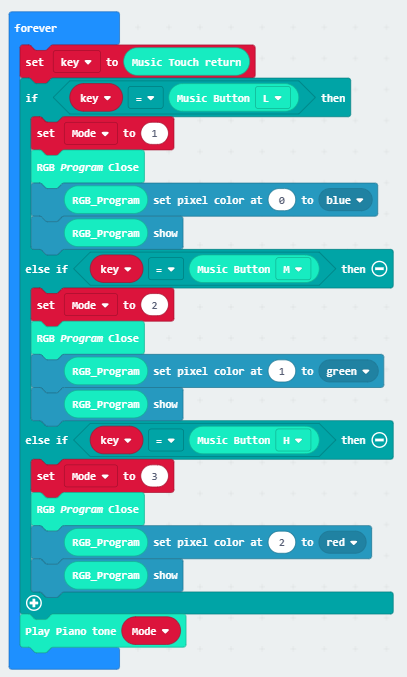 forever
set key to Music Touch return
if key = Music Button L then
set Mode to 1
RGB Program Close
RGB_Program set pixel color at 0 to blue
RGB_Program show
else if key = Music Button M then
set Mode to 2
RGB Program Close
RGB_Program set pixel color at 1 to green
RGB_Program show
else if key = Music Button H then
set Mode to 3
RGB Program Close
RGB_Program set pixel color at 2 to red
RGB_Program show
Play Piano tone Mode